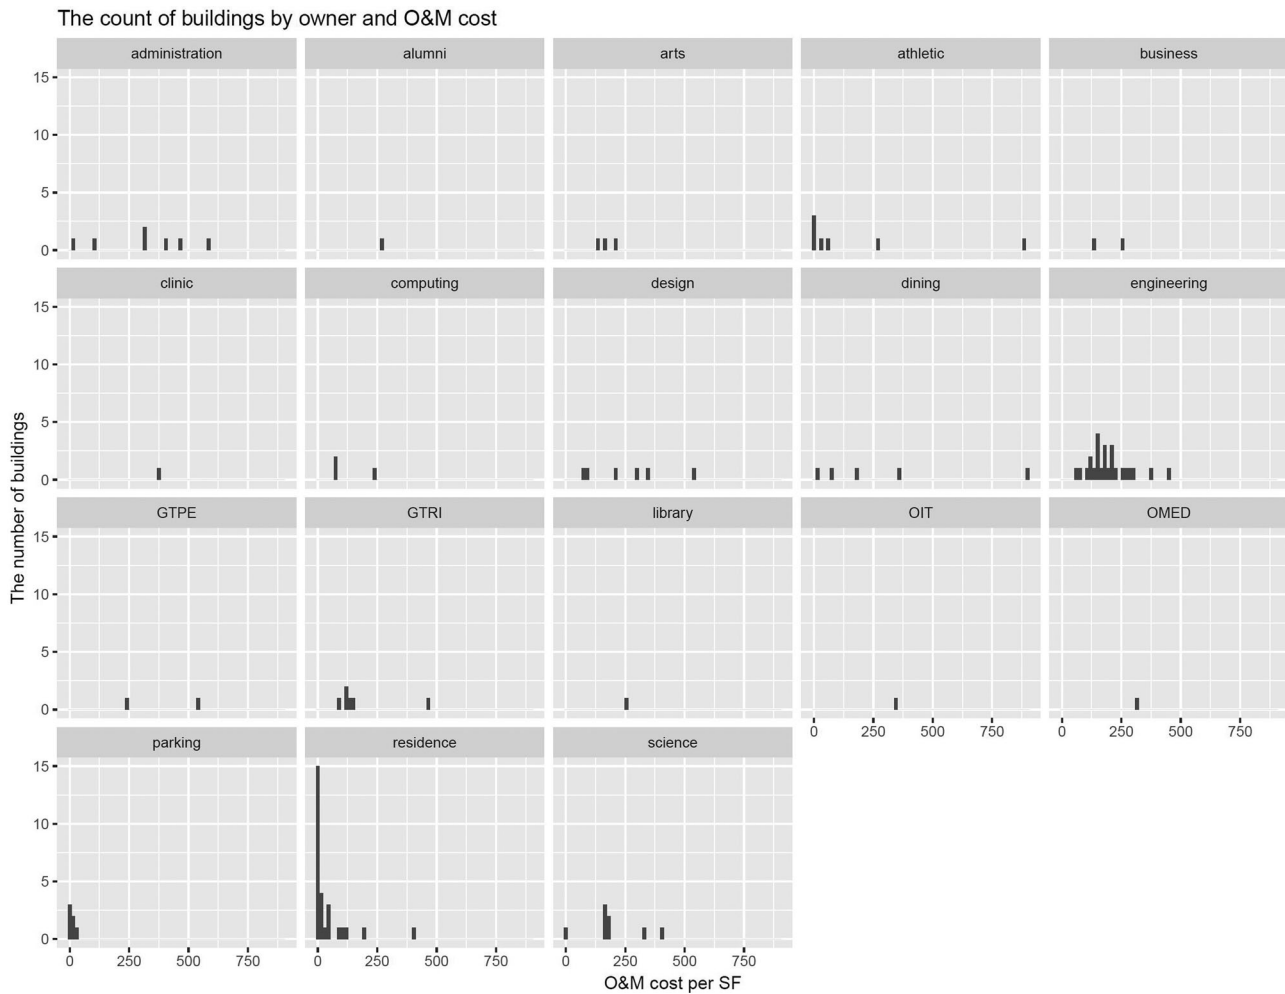 The count of buildings by owner and O&M cost
administration alumni arts athletic business
15
10
5
0
clinic computing design dining engineering
15
10
5
0
The number of buildings
GTPE GTRI library OIT OMED
15
10
5
0
0 250 500 750 0 250 500 750
parking residence science
15
10
5
0
0 250 500 750 0 250 500 750 0 250 500 750
O&M cost per SF